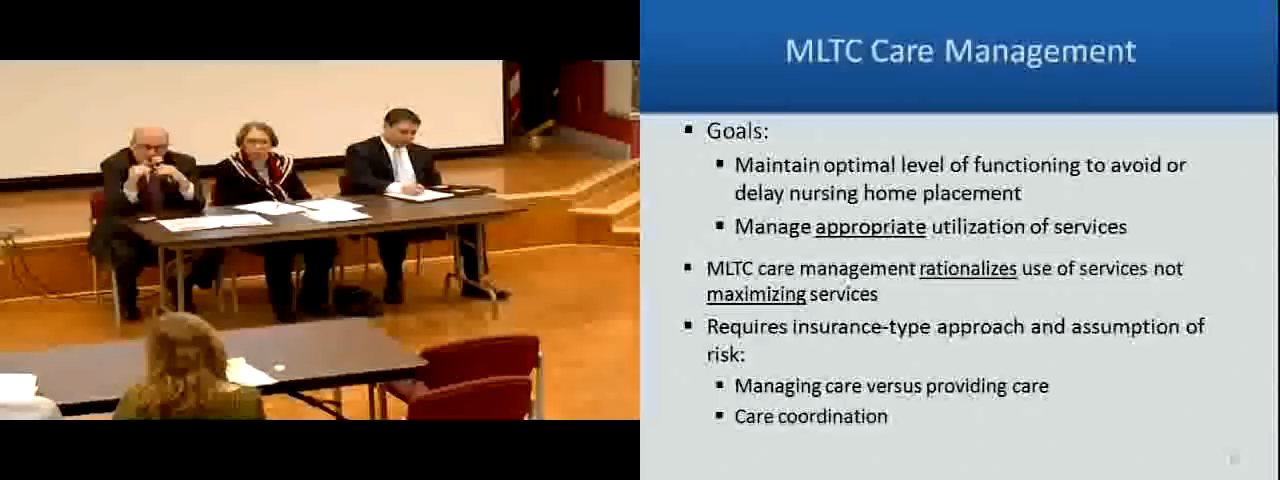 MLTC Care Management
▪ Goals:
▪ Maintain optimal level of functioning to avoid or
delay nursing home placement
▪ Manage appropriate utilization of services
▪ MLTC care management rationalizes use of services not
maximizing services
▪ Requires insurance-type approach and assumption of
risk:
▪ Managing care versus providing care
▪ Care coordination